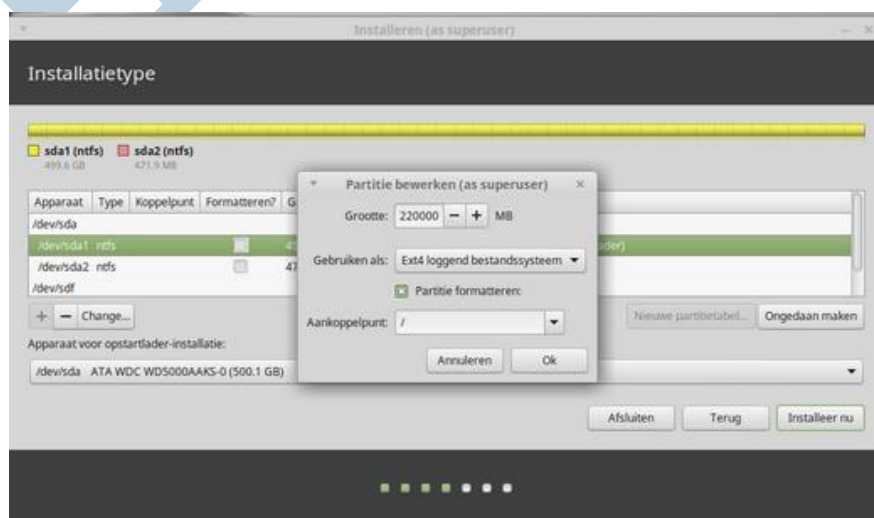 Installeren (as superuser)
Installatietype
sda1 (ntfs) sda2 (ntfs)
499.6 GB 471.9 MB
Apparaat Type Koppelpunt Formatteren? G
/dev/sda
/dev/sda1 ntfs
/dev/sda2 ntfs 47
/dev/sdf
+ − Change...
Nieuwe partitietabel... Ongedaan maken
Apparaat voor opstartlader-installatie:
/dev/sda ATA WDC WD5000AAKS-0 (500.1 GB)
Afsluiten Terug Installeer nu
Partitie bewerken (as superuser)
Grootte: 220000 − + MB
Gebruiken als: Ext4 loggend bestandssysteem
Partitie formatteren:
Aankoppelpunt: /
Annuleren Ok